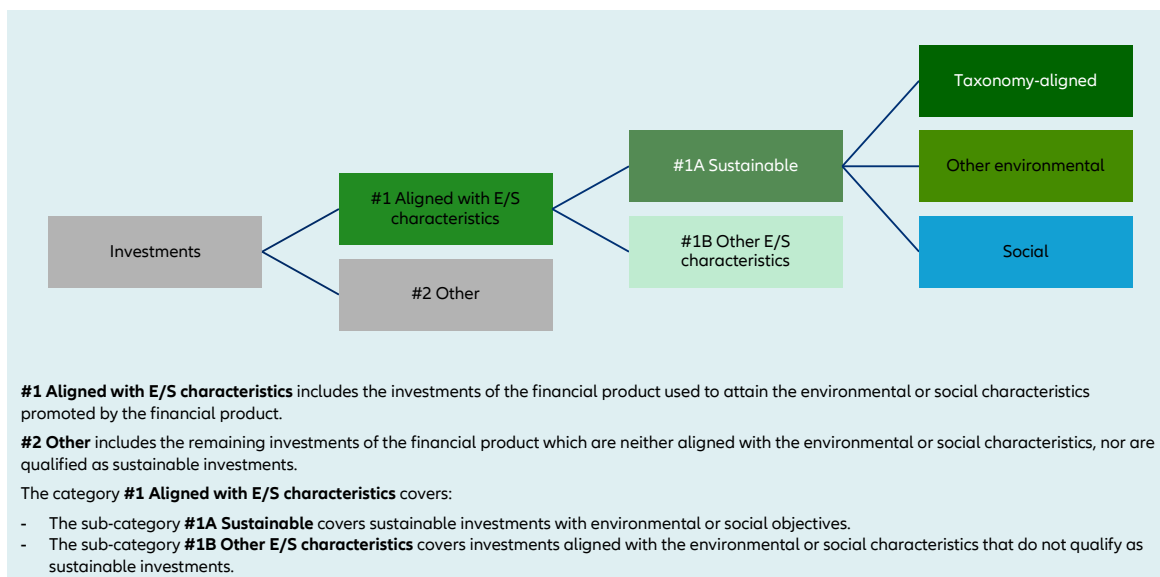 Taxonomy-aligned
#1A Sustainable
Other environmental
#1 Aligned with E/S
characteristics
Investments
#1B Other E/S
characteristics
Social
#2 Other
#1 Aligned with E/S characteristics includes the investments of the financial product used to attain the environmental or social characteristics
promoted by the financial product.
#2 Other includes the remaining investments of the financial product which are neither aligned with the environmental or social characteristics, nor are
qualified as sustainable investments.
The category #1 Aligned with E/S characteristics covers:
- The sub-category #1A Sustainable covers sustainable investments with environmental or social objectives.
- The sub-category #1B Other E/S characteristics covers investments aligned with the environmental or social characteristics that do not qualify as
sustainable investments.